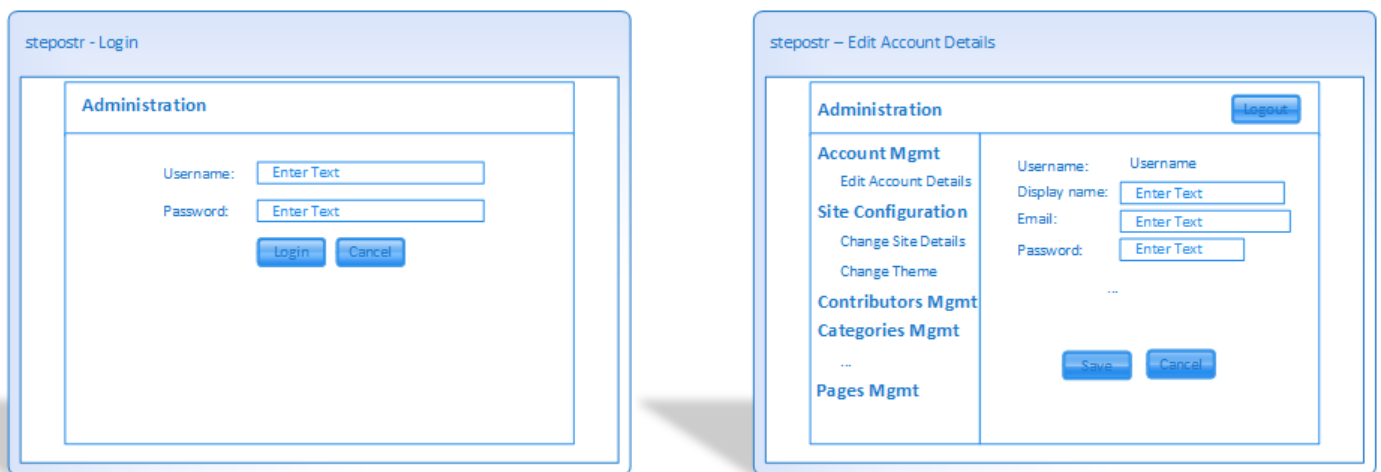 stepostr - Login
Administration
Username: Enter Text
Password: Enter Text
Login Cancel
stepostr – Edit Account Details
Administration Logout
Account Mgmt
Edit Account Details
Site Configuration
Change Site Details
Change Theme
Contributors Mgmt
Categories Mgmt
...
Pages Mgmt
Username: Username
Display name: Enter Text
Email: Enter Text
Password: Enter Text
...
Save Cancel